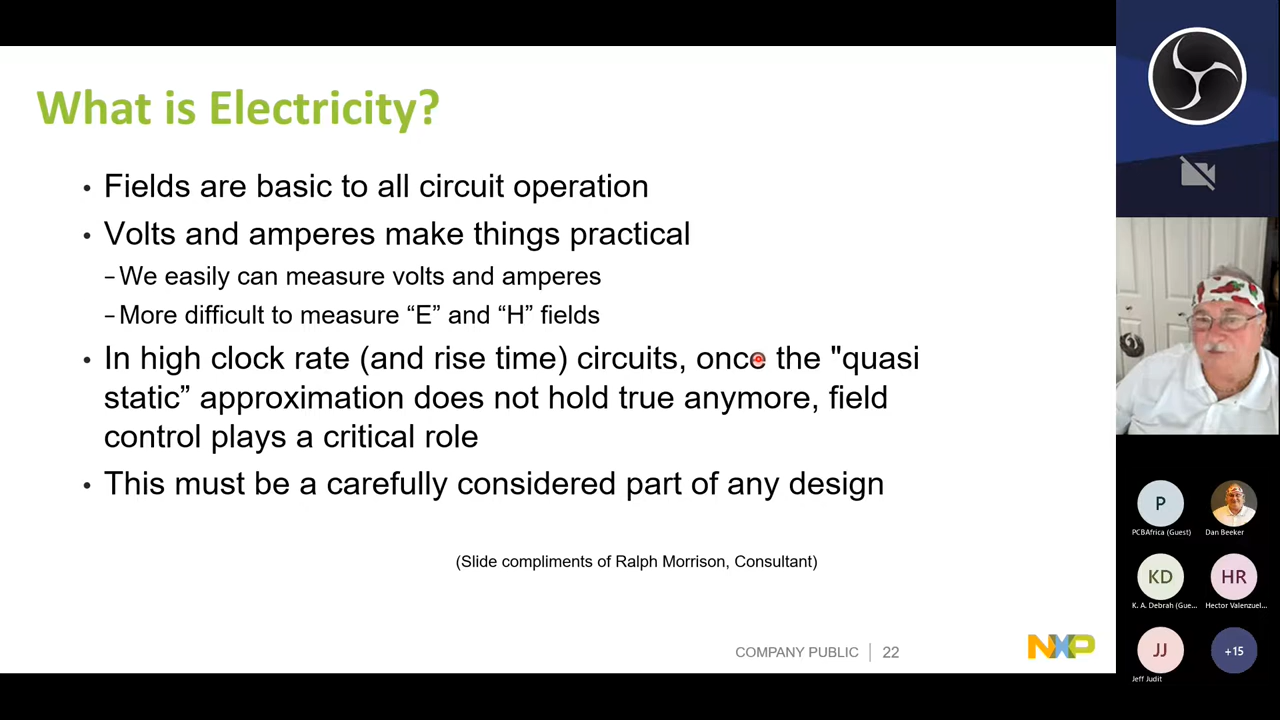 What is Electricity?
• Fields are basic to all circuit operation
• Volts and amperes make things practical
–We easily can measure volts and amperes
–More difficult to measure “E” and “H” fields
• In high clock rate (and rise time) circuits, once the "quasi
static” approximation does not hold true anymore, field
control plays a critical role
• This must be a carefully considered part of any design
(Slide compliments of Ralph Morrison, Consultant)
COMPANY PUBLIC | 22
NXP
P
PCBAfrica (Guest)
Dan Beeker
KD
K. A. Debrah (Gue...
HR
Hector Valenzuel...
JJ
Jeff Judit
+15